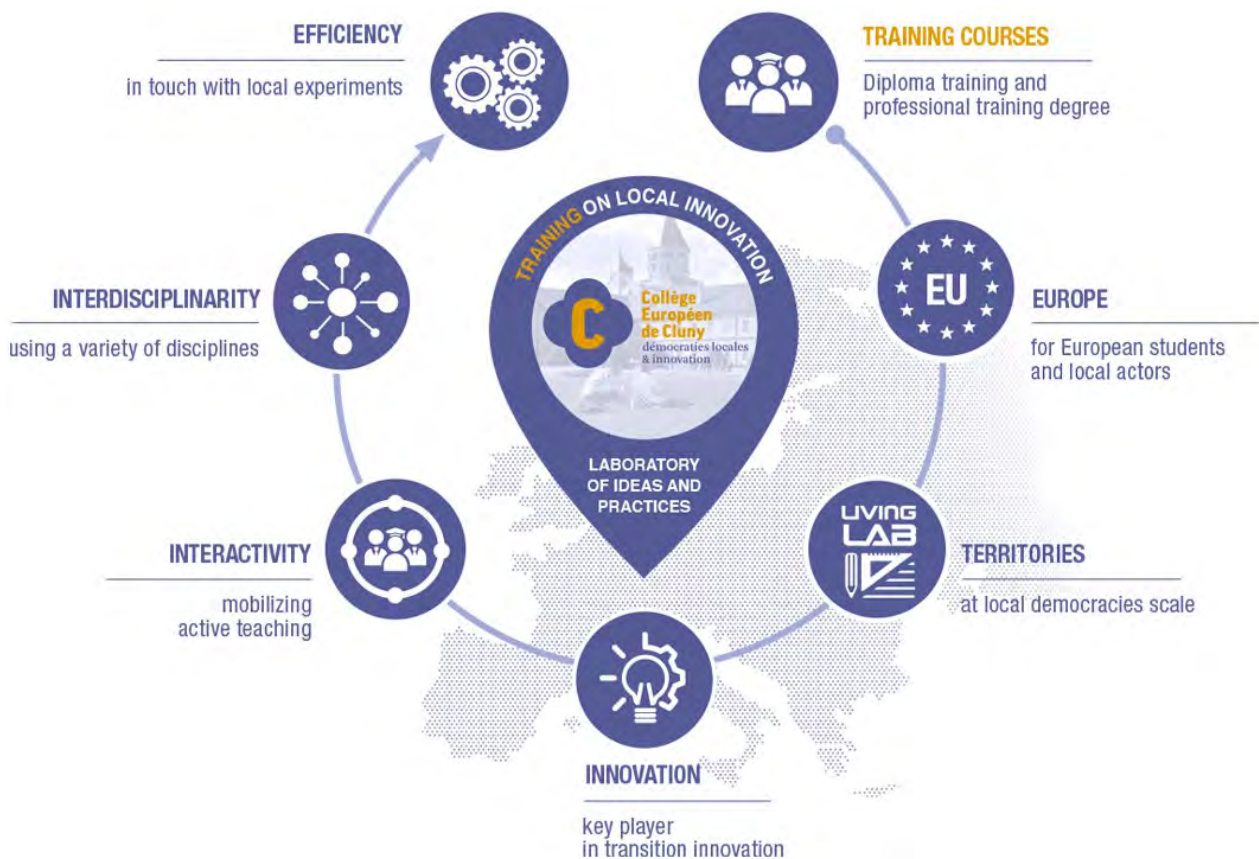 EFFICIENCY
in touch with local experiments
TRAINING COURSES
Diploma training and
professional training degree
TRAINING ON LOCAL INNOVATION
C
Collège
Européen
de Cluny
démocraties locales
& innovation
LABORATORY
OF IDEAS AND
PRACTICES
INTERDISCIPLINARITY
using a variety of disciplines
EU
EUROPE
for European students
and local actors
INTERACTIVITY
mobilizing
active teaching
LIVING
LAB
TERRITORIES
at local democracies scale
INNOVATION
key player
in transition innovation